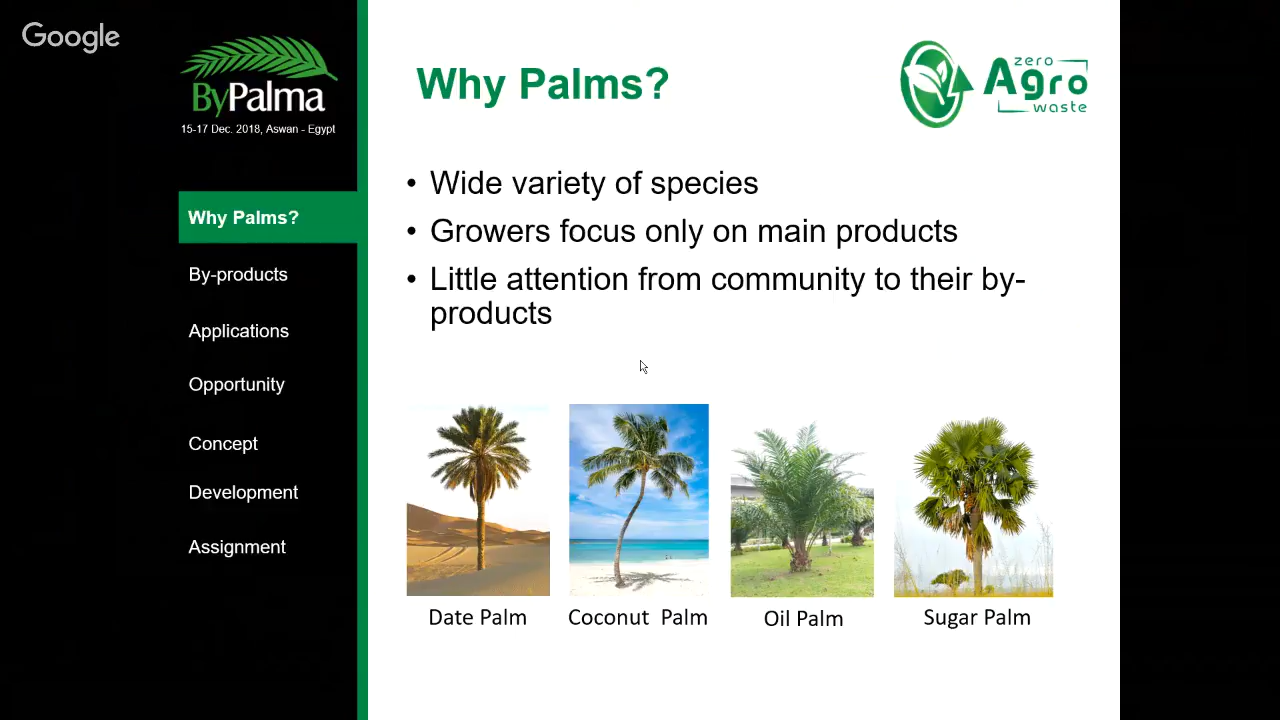 Google
ByPalma
15-17 Dec. 2018, Aswan - Egypt
Why Palms?
By-products
Applications
Opportunity
Concept
Development
Assignment
Why Palms?
zero
Agro
waste
• Wide variety of species
• Growers focus only on main products
• Little attention from community to their by-
products
Date Palm
Coconut Palm
Oil Palm
Sugar Palm